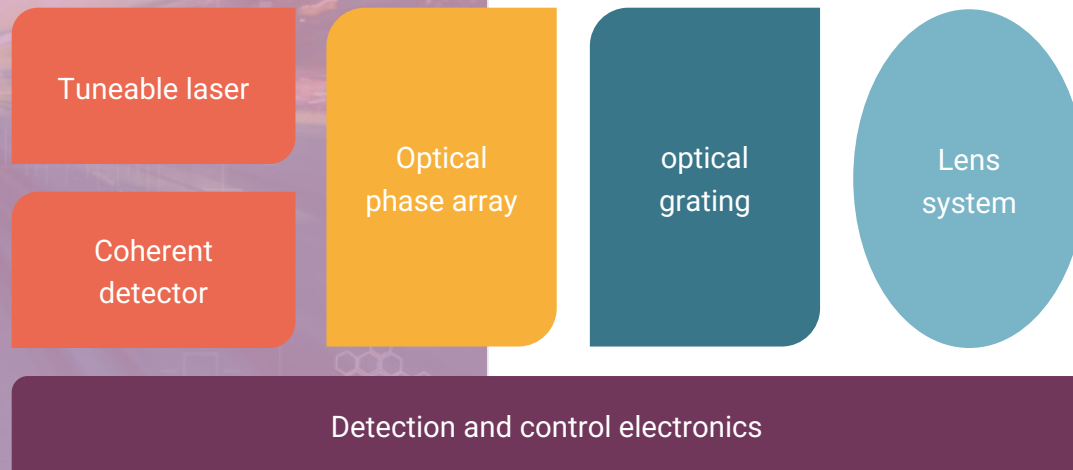 Tuneable laser
Coherent
detector
Optical
phase array
optical
grating
Lens
system
Detection and control electronics